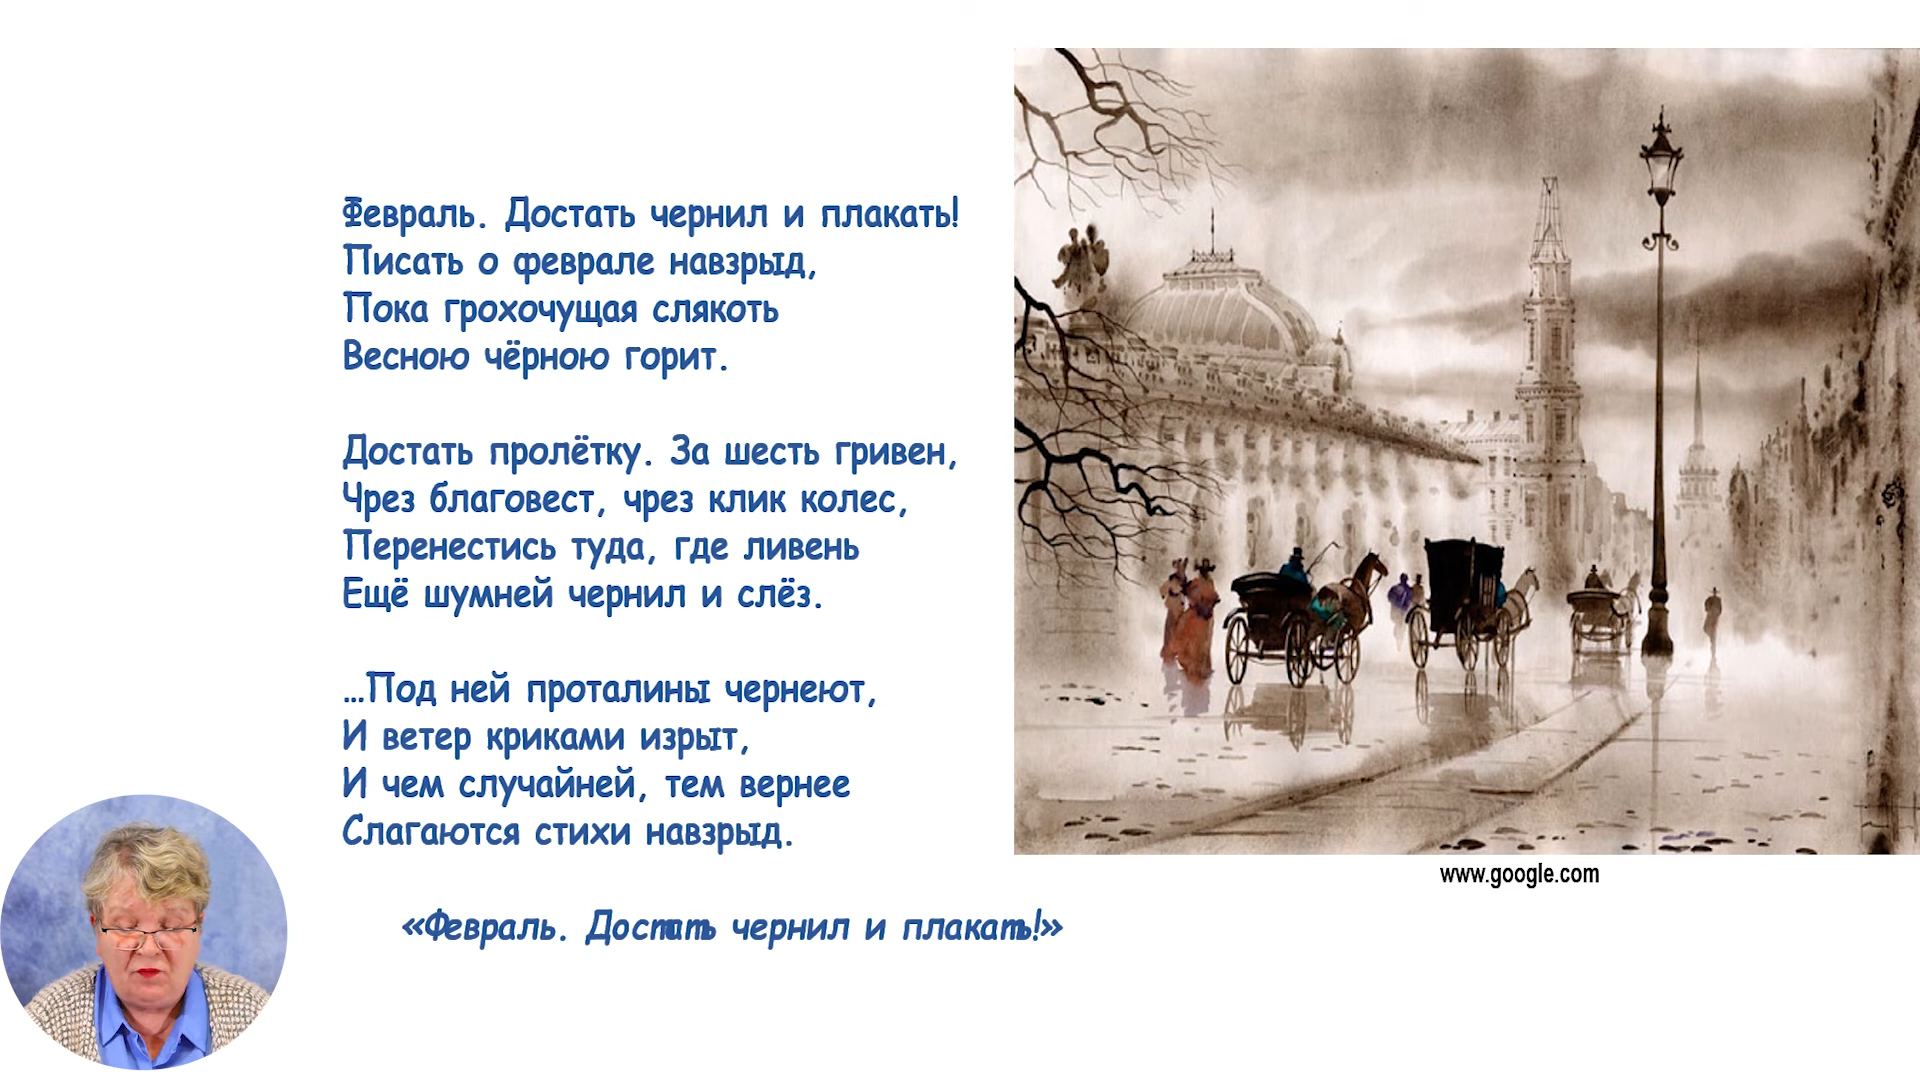 Февраль. Достать чернил и плакать!
Писать о феврале навзрыд,
Пока грохочущая слякоть
Весною чёрною горит.
Достать пролётку. За шесть гривен,
Чрез благовест, чрез клик колес,
Перенестись туда, где ливень
Ещё шумней чернил и слёз.
…Под ней проталины чернеют,
И ветер криками изрыт,
И чем случайней, тем вернее
Слагаются стихи навзрыд.
www.google.com
«Февраль. Достать чернил и плакать!»